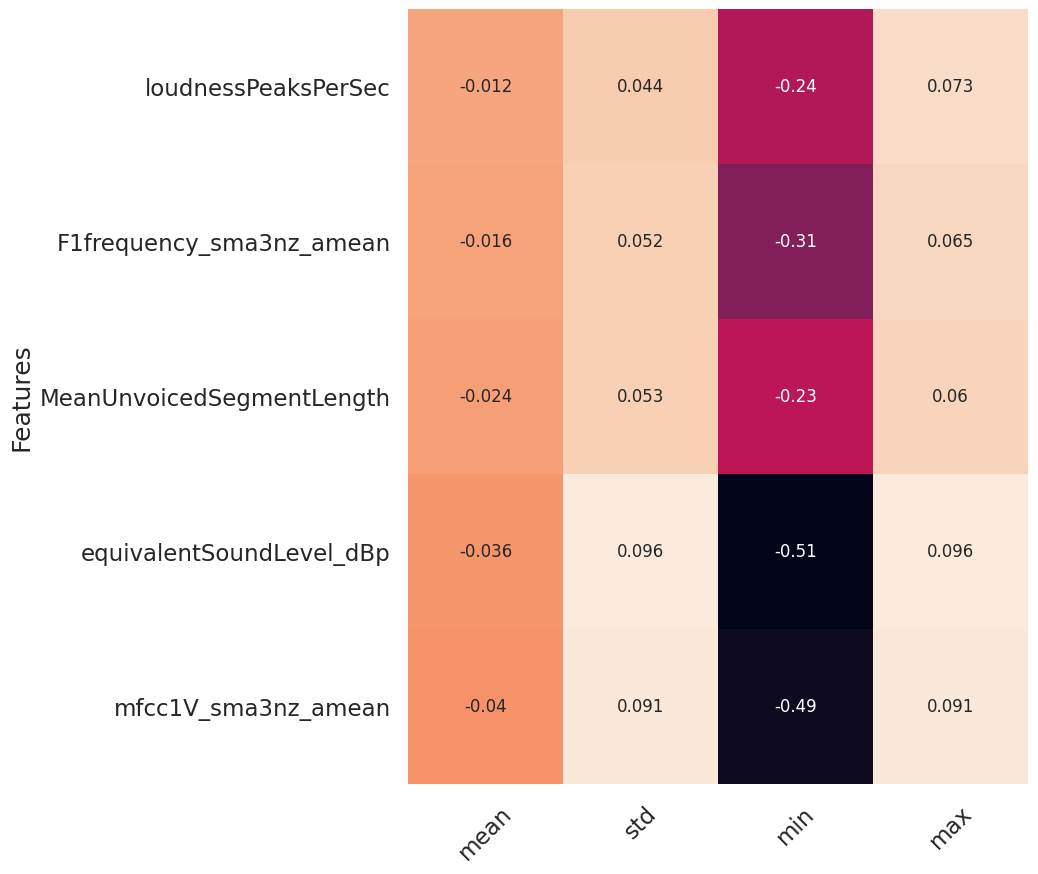 Features
loudnessPeaksPerSec -0.012 0.044 -0.24 0.073
F1frequency_sma3nz_amean -0.016 0.052 -0.31 0.065
MeanUnvoicedSegmentLength -0.024 0.053 -0.23 0.06
equivalentSoundLevel_dBp -0.036 0.096 -0.51 0.096
mfcc1V_sma3nz_amean -0.04 0.091 -0.49 0.091
mean std min max